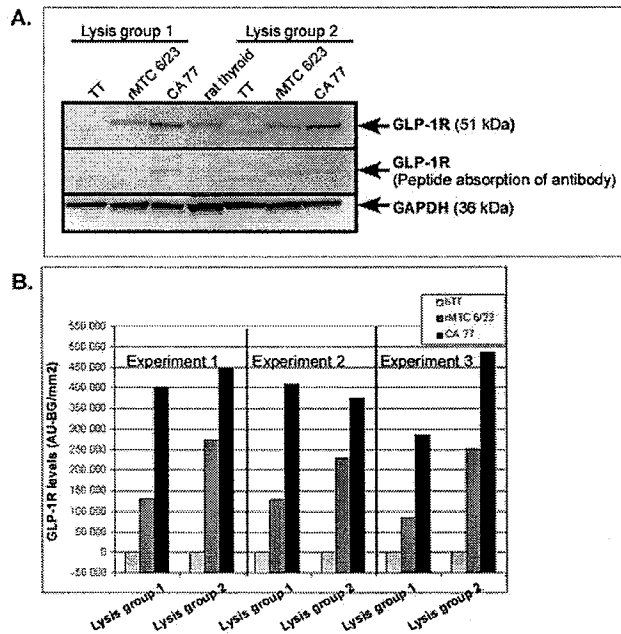 A.
Lysis group 1
Lysis group 2
TT
rMTC 6/23
CA 77
rat thyroid
TT
rMTC 6/23
CA 77
GLP-1R (51 kDa)
GLP-1R
(Peptide absorption of antibody)
GAPDH (36 kDa)
B.
rMTC 6/23
CA 77
GLP-1R levels (AU-BG/mm2)
550 000
500 000
450 000
400 000
350 000
300 000
250 000
200 000
150 000
100 000
50 000
0
-50 000
Experiment 1
Experiment 2
Experiment 3
Lysis group 1
Lysis group 2
Lysis group 1
Lysis group 2
Lysis group 1
Lysis group 2